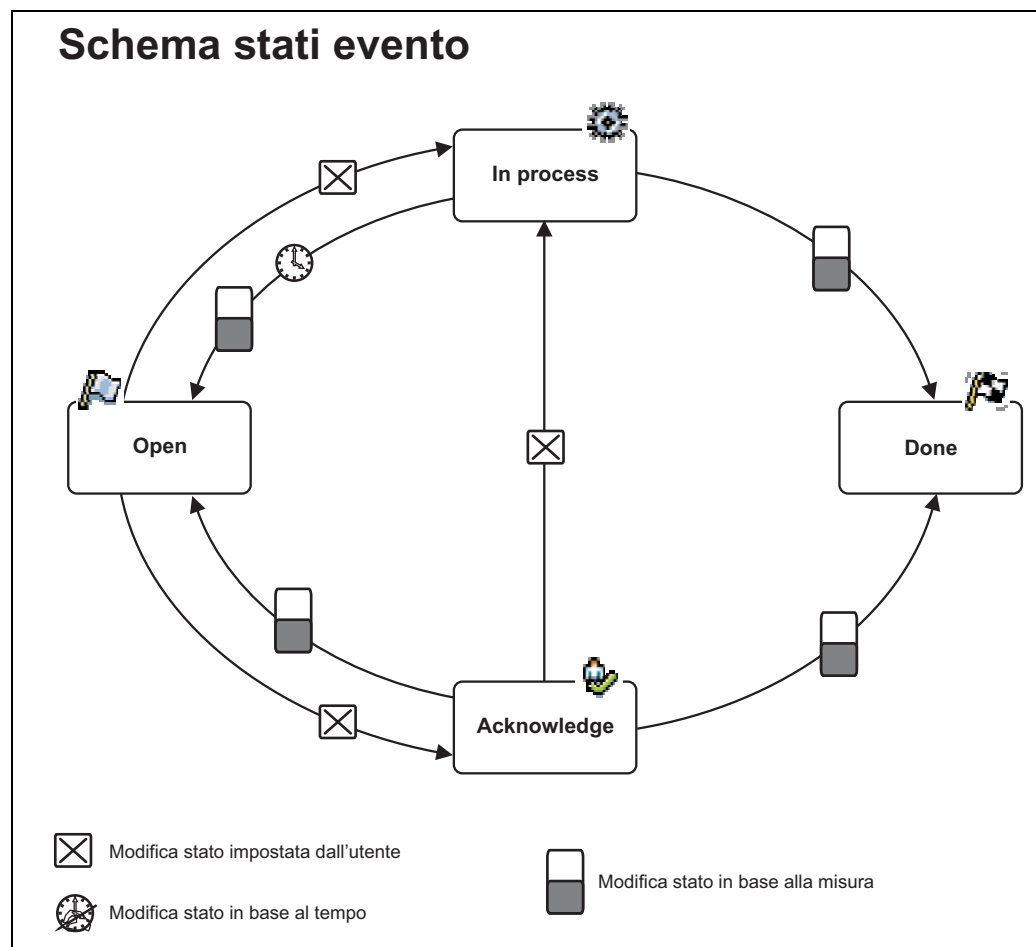 Schema stati evento
In process
Open
Done
Acknowledge
Modifica stato impostata dall'utente
Modifica stato in base alla misura
Modifica stato in base al tempo